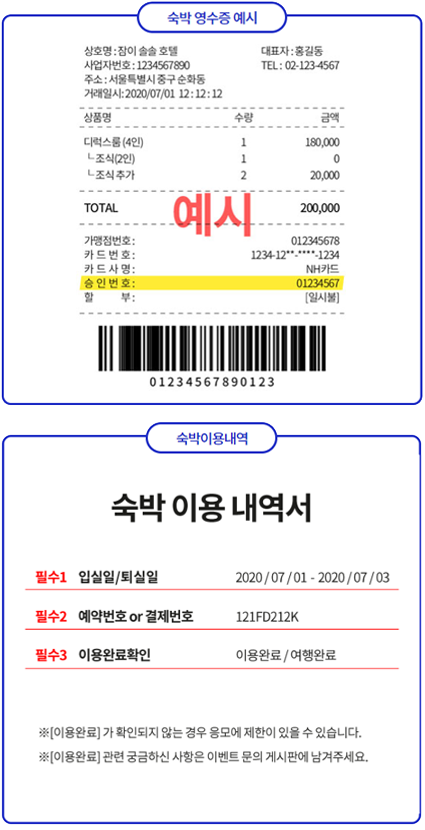 숙박 영수증 예시
상호명 : 잠이 솔솔 호텔 대표자 : 홍길동
사업자번호 : 1234567890 TEL : 02-123-4567
주소 : 서울특별시 중구 순화동
거래일시: 2020/07/01 12 : 12 : 12
상품명 수량 금액
디럭스룸 (4인) 1 180,000
└ 조식(2인) 1 0
└ 조식 추가 2 20,000
TOTAL 200,000
예시
가맹점번호 : 012345678
카 드 번 호 : 1234-12**-****-1234
카 드 사 명 : NH카드
승 인 번 호 : 01234567
할 부 : [일시불]
01234567890123
숙박이용내역
숙박 이용 내역서
필수1 입실일/퇴실일 2020 / 07 / 01 - 2020 / 07 / 03
필수2 예약번호 or 결제번호 121FD212K
필수3 이용완료확인 이용완료 / 여행완료
※[이용완료] 가 확인되지 않는 경우 응모에 제한이 있을 수 있습니다.
※[이용완료] 관련 궁금하신 사항은 이벤트 문의 게시판에 남겨주세요.